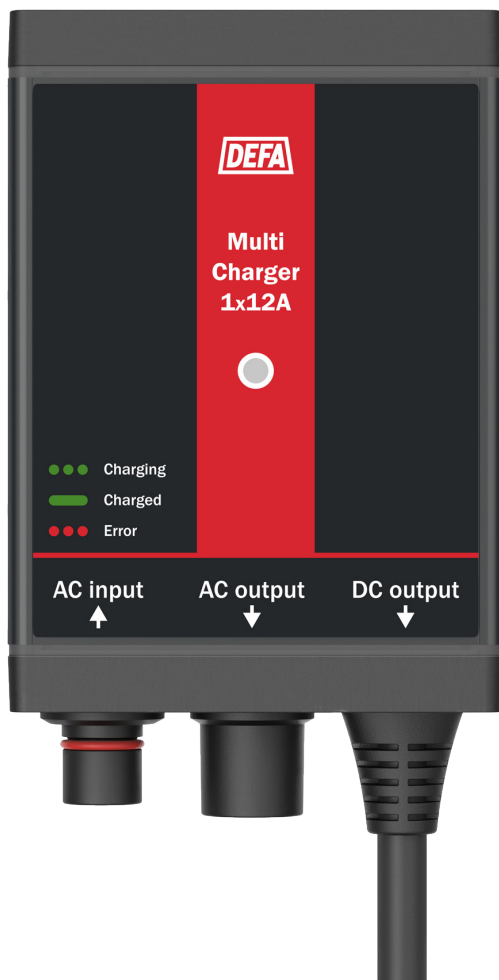 DEFA
Multi
Charger
1x12A
Charging
Charged
Error
AC input
AC output
DC output